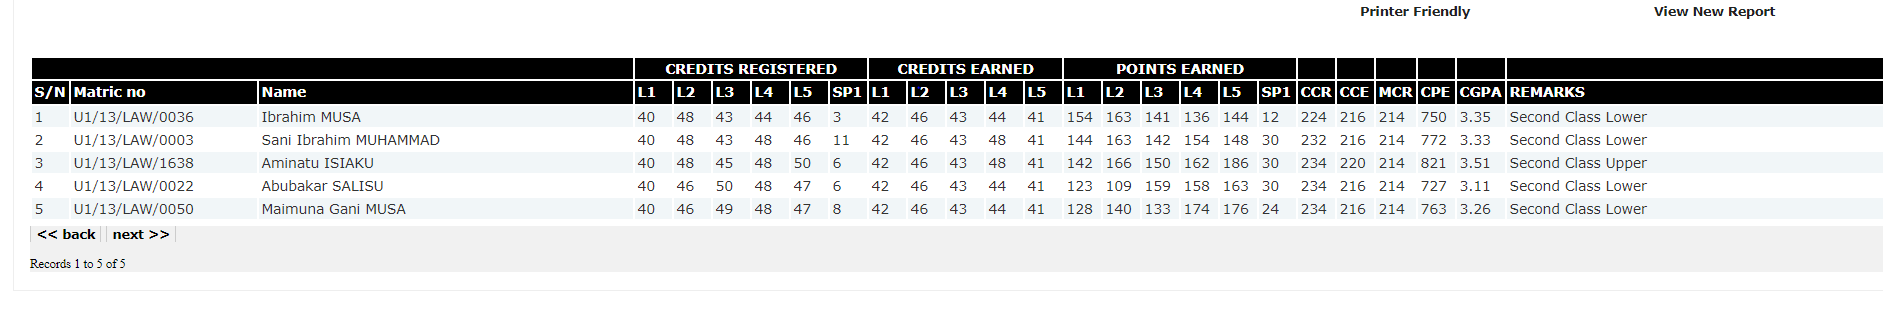 Printer Friendly View New Report
CREDITS REGISTERED CREDITS EARNED POINTS EARNED
S/N Matric no Name L1 L2 L3 L4 L5 SP1 L1 L2 L3 L4 L5 L1 L2 L3 L4 L5 SP1 CCR CCE MCR CPE CGPA REMARKS
1 U1/13/LAW/0036 Ibrahim MUSA 40 48 43 44 46 3 42 46 43 44 41 154 163 141 136 144 12 224 216 214 750 3.35 Second Class Lower
2 U1/13/LAW/0003 Sani Ibrahim MUHAMMAD 40 48 43 48 46 11 42 46 43 48 41 144 163 142 154 148 30 232 216 214 772 3.33 Second Class Lower
3 U1/13/LAW/1638 Aminatu ISIAKU 40 48 45 48 50 6 42 46 43 48 41 142 166 150 162 186 30 234 220 214 821 3.51 Second Class Upper
4 U1/13/LAW/0022 Abubakar SALISU 40 46 50 48 47 6 42 46 43 44 41 123 109 159 158 163 30 234 216 214 727 3.11 Second Class Lower
5 U1/13/LAW/0050 Maimuna Gani MUSA 40 46 49 48 47 8 42 46 43 44 41 128 140 133 174 176 24 234 216 214 763 3.26 Second Class Lower
<< back next >>
Records 1 to 5 of 5